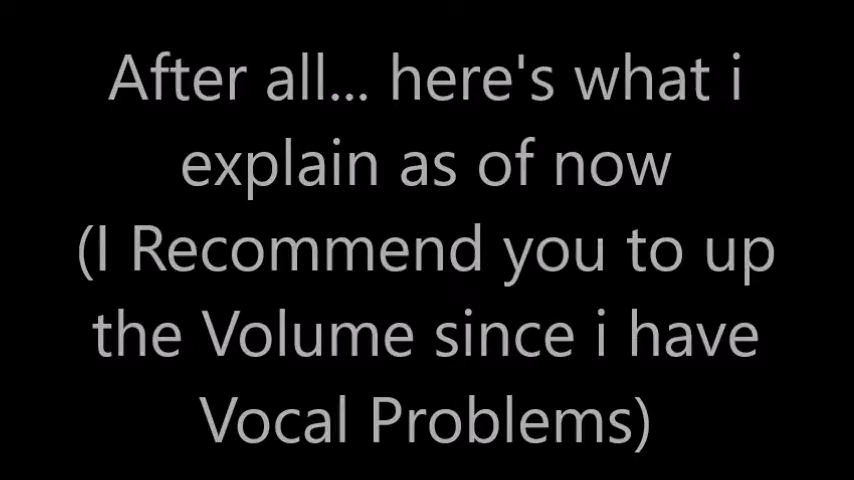 After all... here's what i
explain as of now
(I Recommend you to up
the Volume since i have
Vocal Problems)